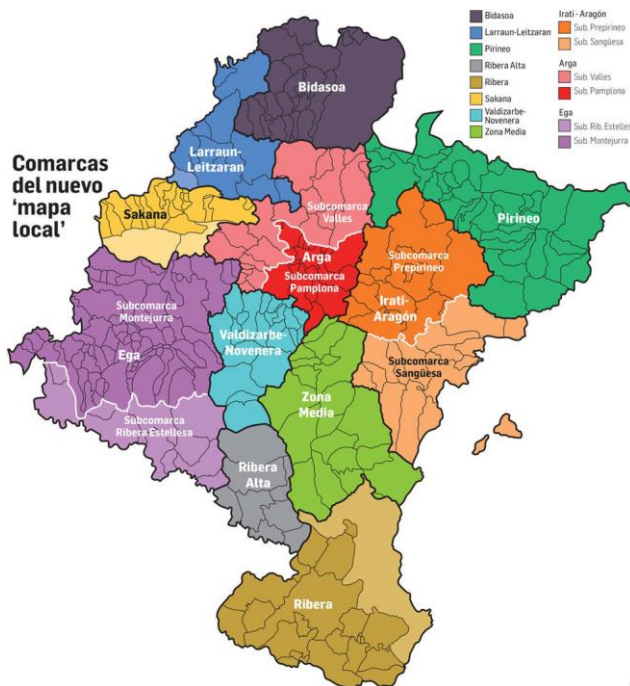 Comarcas
del nuevo
‘mapa
local’
Bidasoa
Larraun-Leitzaran
Pirineo
Ribera Alta
Ribera
Sakana
Valdizarbe-
Novenera
Zona Media
Irati - Aragón
Sub. Prepirineo
Sub. Sangüesa
Arga
Sub. Valles
Sub. Pamplona
Ega
Sub. Rib. Estellesa
Sub. Montejurra
Bidasoa
Larraun-
Leitzaran
Sakana
Subcomarca
Valles
Pirineo
Arga
Subcomarca
Pamplona
Subcomarca
Prepirineo
Irati-
Aragón
Subcomarca
Montejurra
Ega
Valdizarbe-
Novenera
Subcomarca
Sangüesa
Zona
Media
Subcomarca
Ribera Estellesa
Ribera
Alta
Ribera